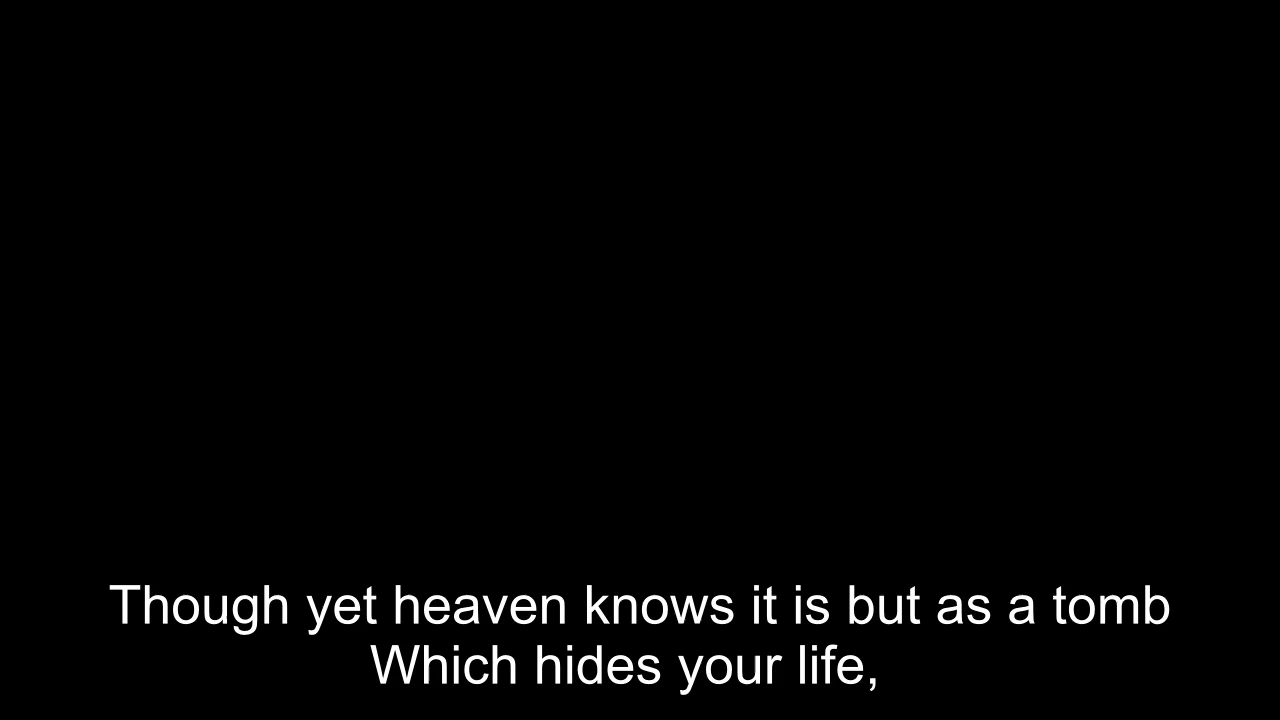 Though yet heaven knows it is but as a tomb
Which hides your life,